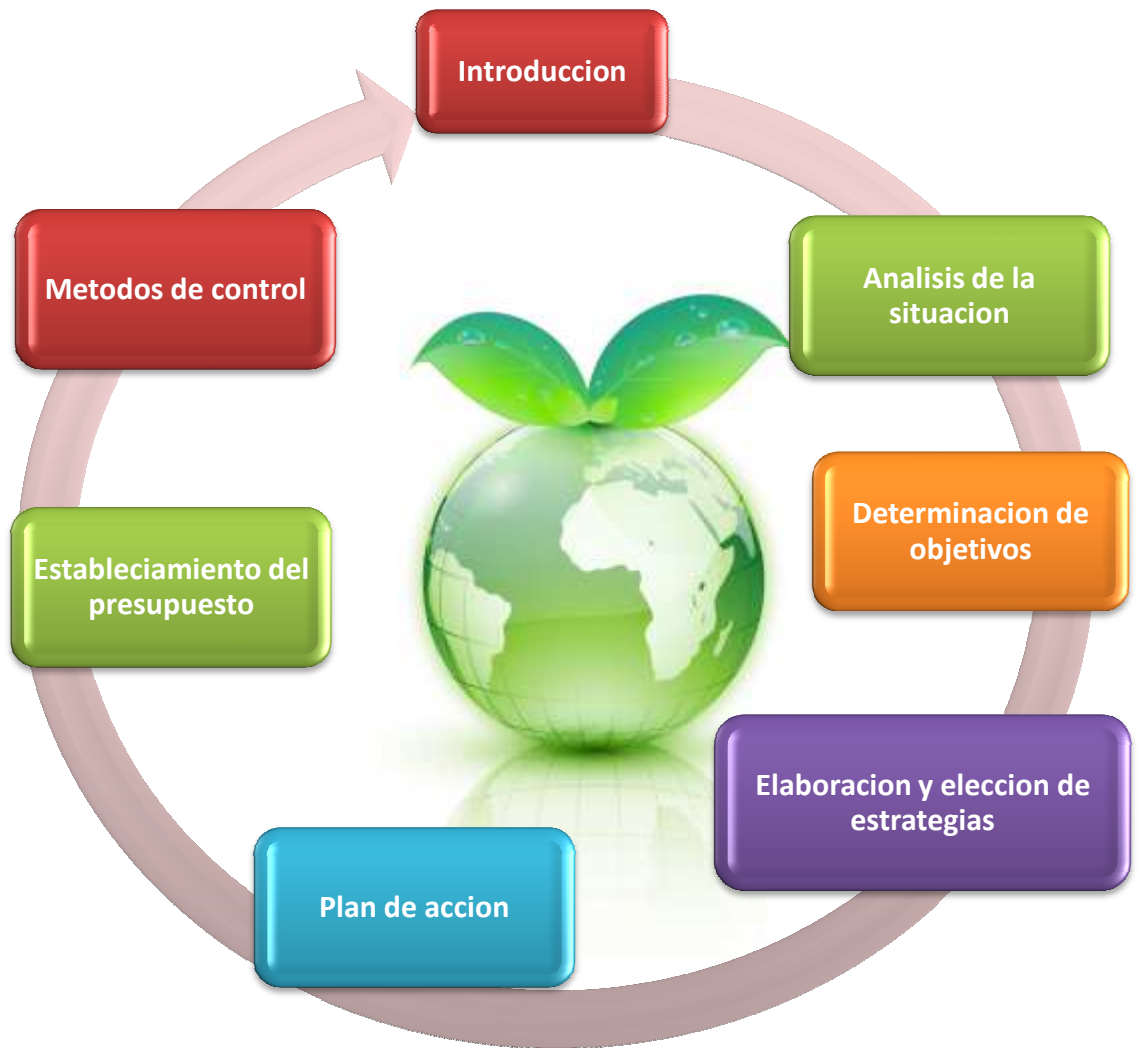 Introduccion
Analisis de la
situacion
Determinacion de
objetivos
Elaboracion y eleccion de
estrategias
Plan de accion
Estableciamiento del
presupuesto
Metodos de control